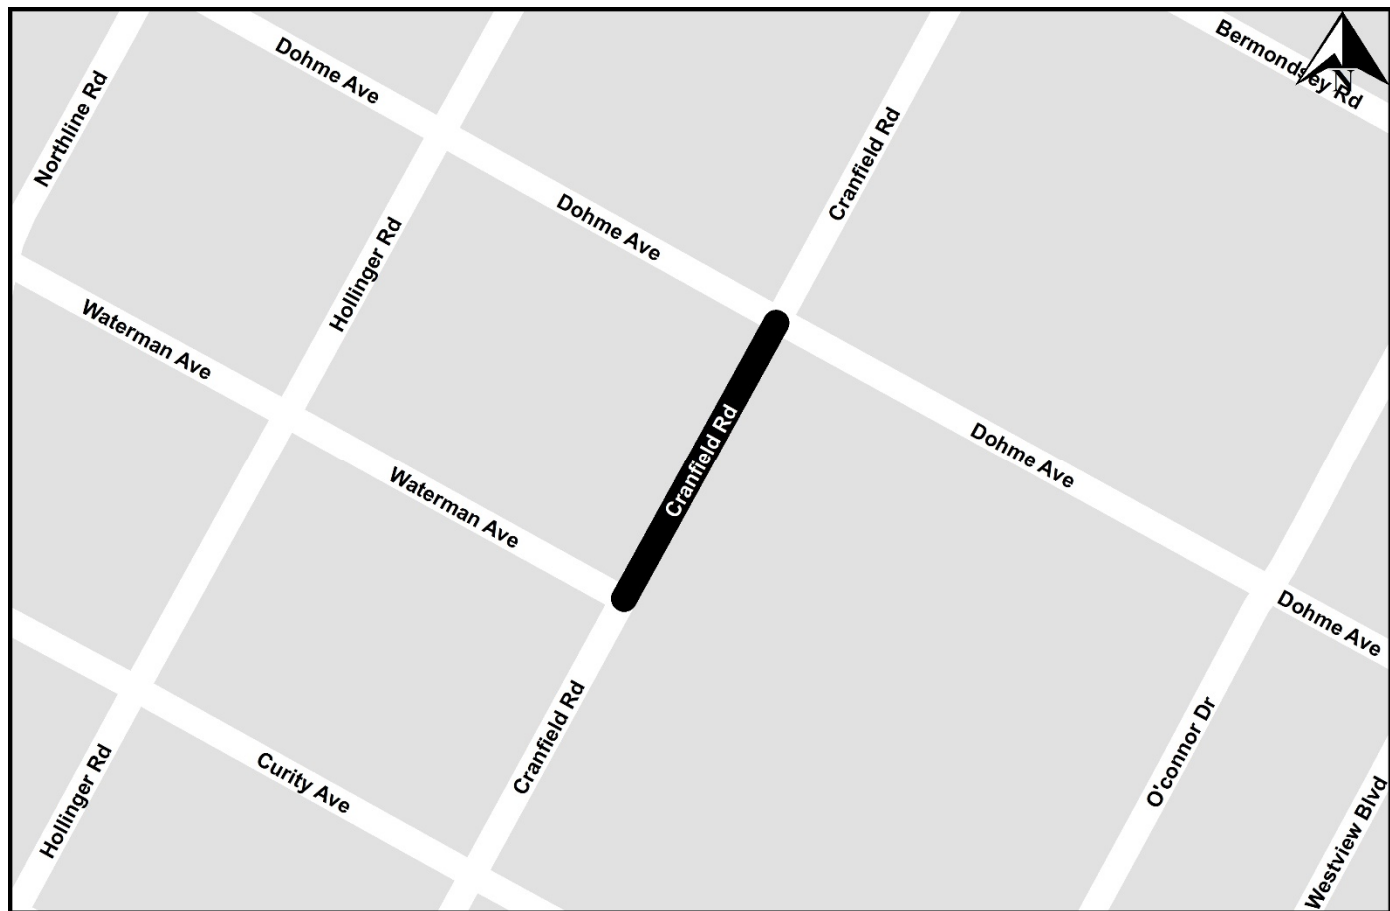 Bermondsey Rd
N
Dohme Ave
Northline Rd
Cranfield Rd
Dohme Ave
Hollinger Rd
Waterman Ave
Cranfield Rd
Dohme Ave
Waterman Ave
Dohme Ave
Cranfield Rd
O'connor Dr
Curity Ave
Hollinger Rd
Westview Blvd